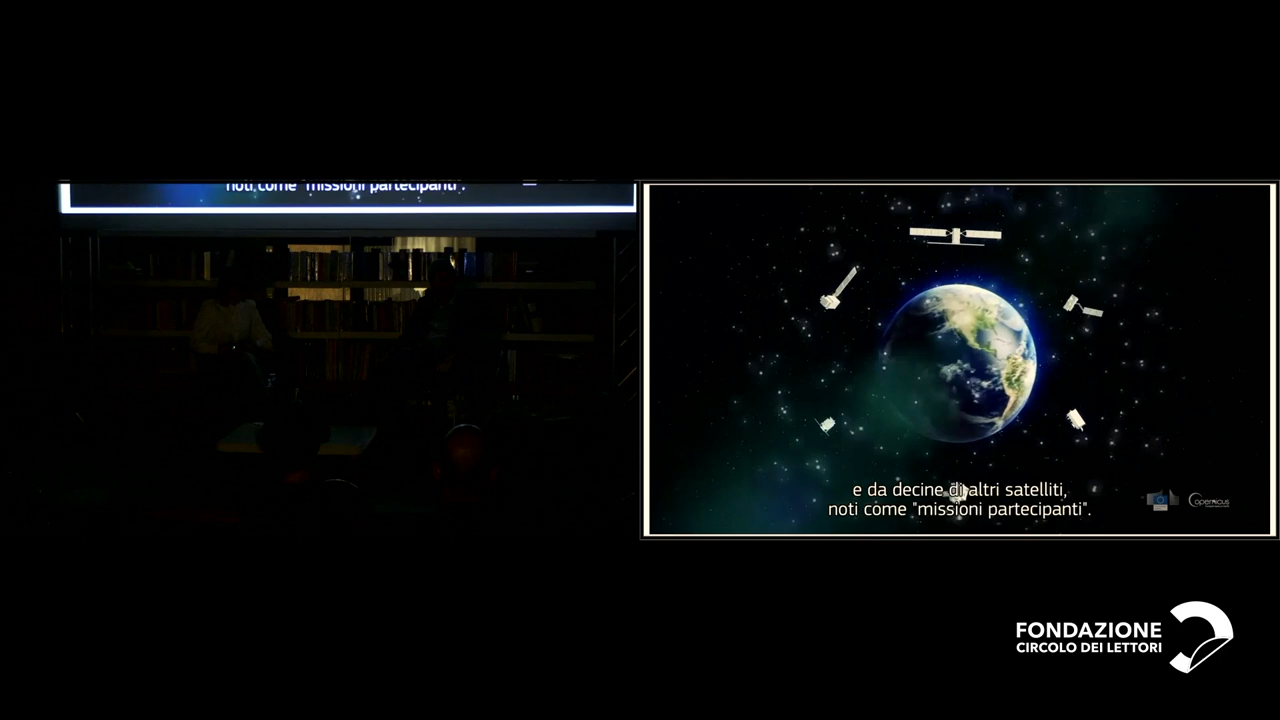 noti come "missioni partecipanti".
e da decine di altri satelliti,
noti come "missioni partecipanti".
Copernicus
FONDAZIONE
CIRCOLO DEI LETTORI